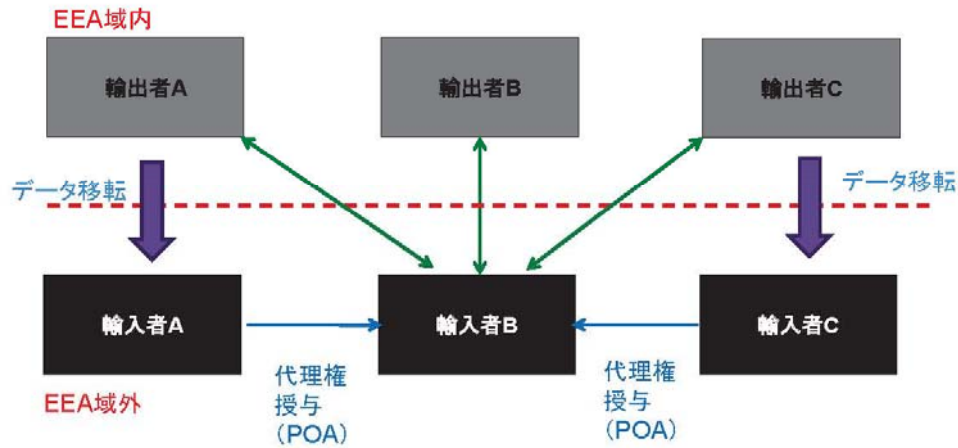 EEA域内
輸出者A
輸出者B
輸出者C
データ移転
データ移転
輸入者A
輸入者B
輸入者C
代理権
授与
(POA)
代理権
授与
(POA)
EEA域外